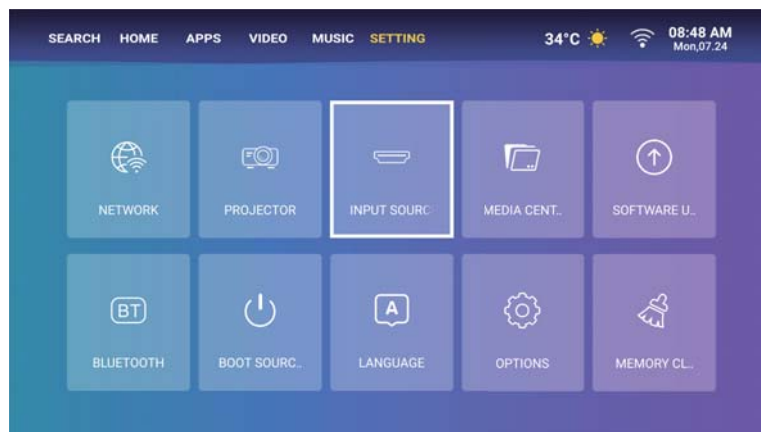 SEARCH HOME APPS VIDEO MUSIC SETTING 34°C 08:48 AM
Mon,07.24
NETWORK PROJECTOR INPUT SOURC MEDIA CENT.. SOFTWARE U..
BT A
BLUETOOTH BOOT SOURC.. LANGUAGE OPTIONS MEMORY CL..